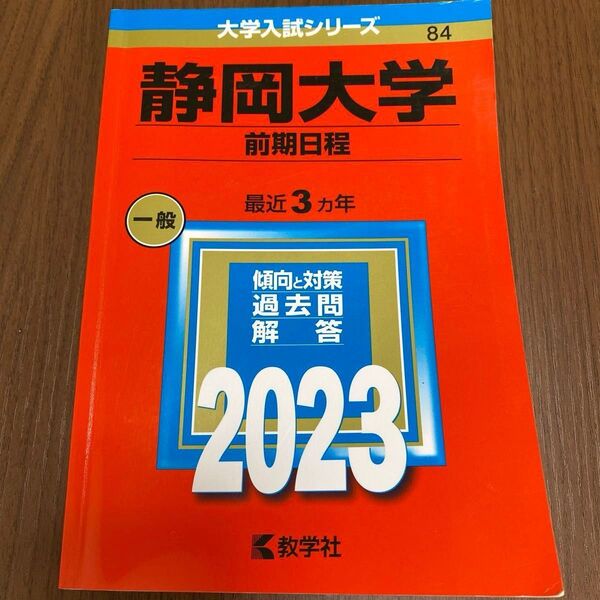 大学入試シリーズ
84
静岡大学
前期日程
最近3ヵ年
一般
傾向と対策
過去問
解答
2023
教学社